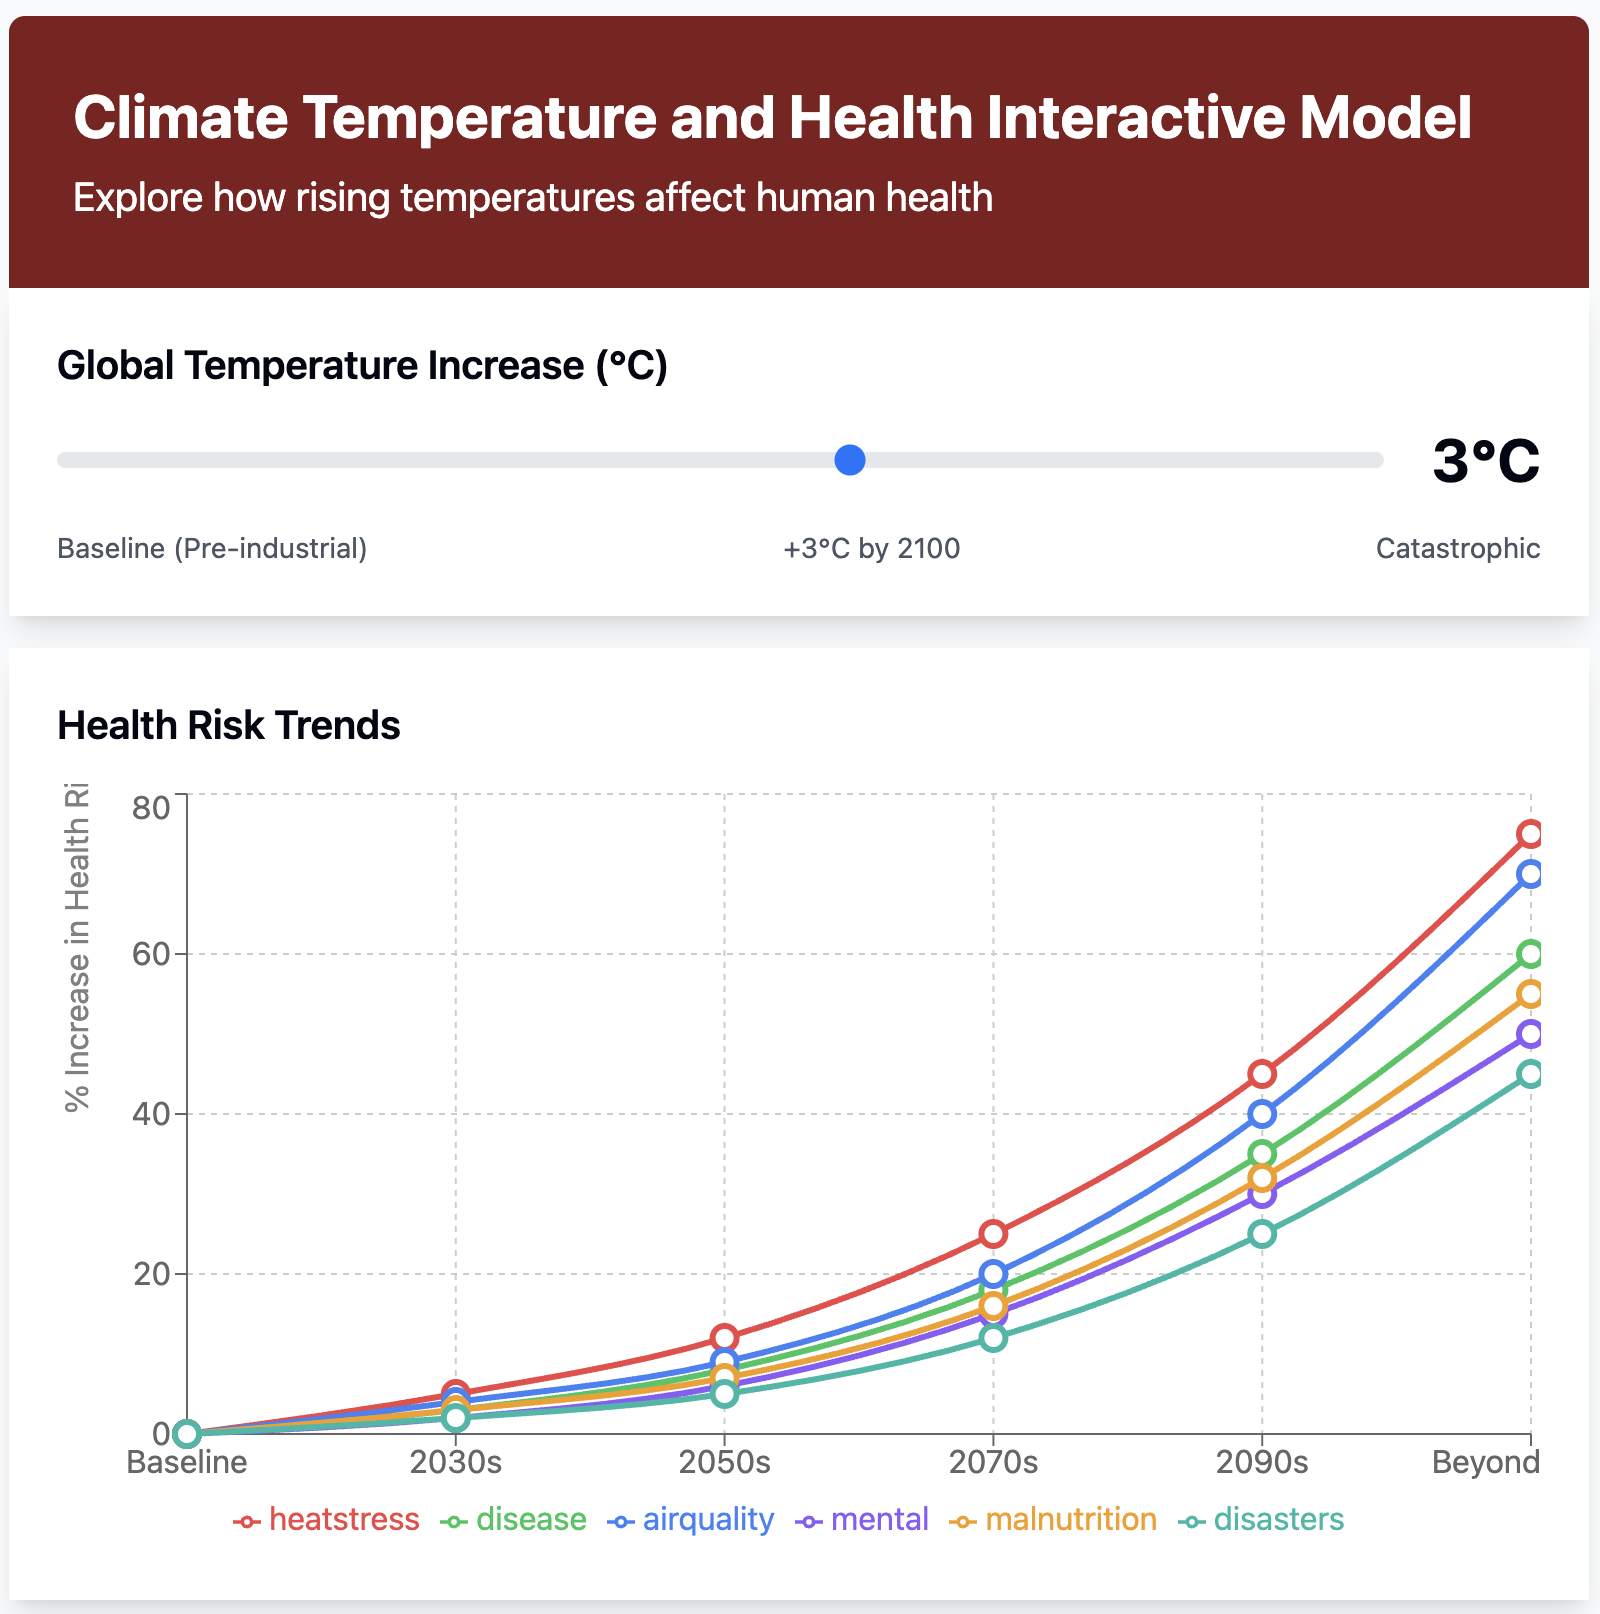 Climate Temperature and Health Interactive Model
Explore how rising temperatures affect human health
Global Temperature Increase (°C)
3°C
Baseline (Pre-industrial) +3°C by 2100 Catastrophic
Health Risk Trends
% Increase in Health Ri
80
60
40
20
0
Baseline 2030s 2050s 2070s 2090s Beyond
heatstress disease airquality mental malnutrition disasters